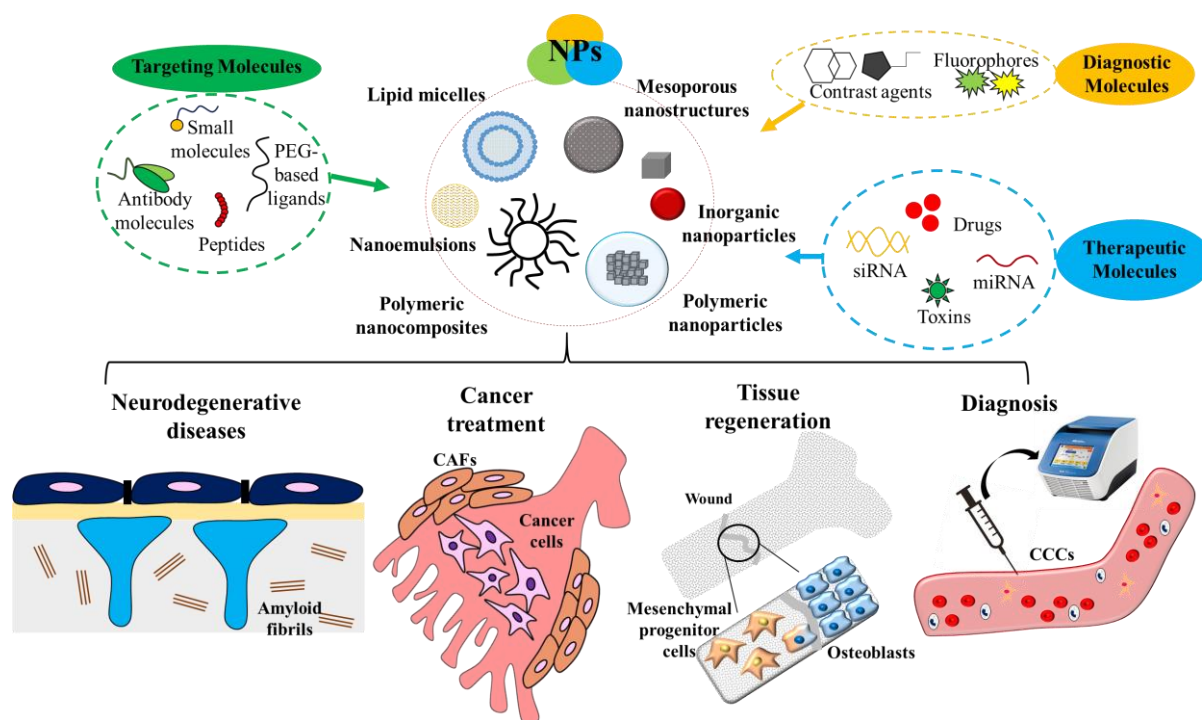 NPs
Targeting Molecules
Small
molecules
PEG-
based
ligands
Antibody
molecules
Peptides
Lipid micelles
Mesoporous
nanostructures
Nanoemulsions
Inorganic
nanoparticles
Polymeric
nanocomposites
Polymeric
nanoparticles
Contrast agents
Fluorophores
Diagnostic
Molecules
Drugs
siRNA
miRNA
Toxins
Therapeutic
Molecules
Neurodegenerative
diseases
Amyloid
fibrils
Cancer
treatment
CAFs
Cancer
cells
Tissue
regeneration
Wound
Mesenchymal
progenitor
cells
Osteoblasts
Diagnosis
CCCs